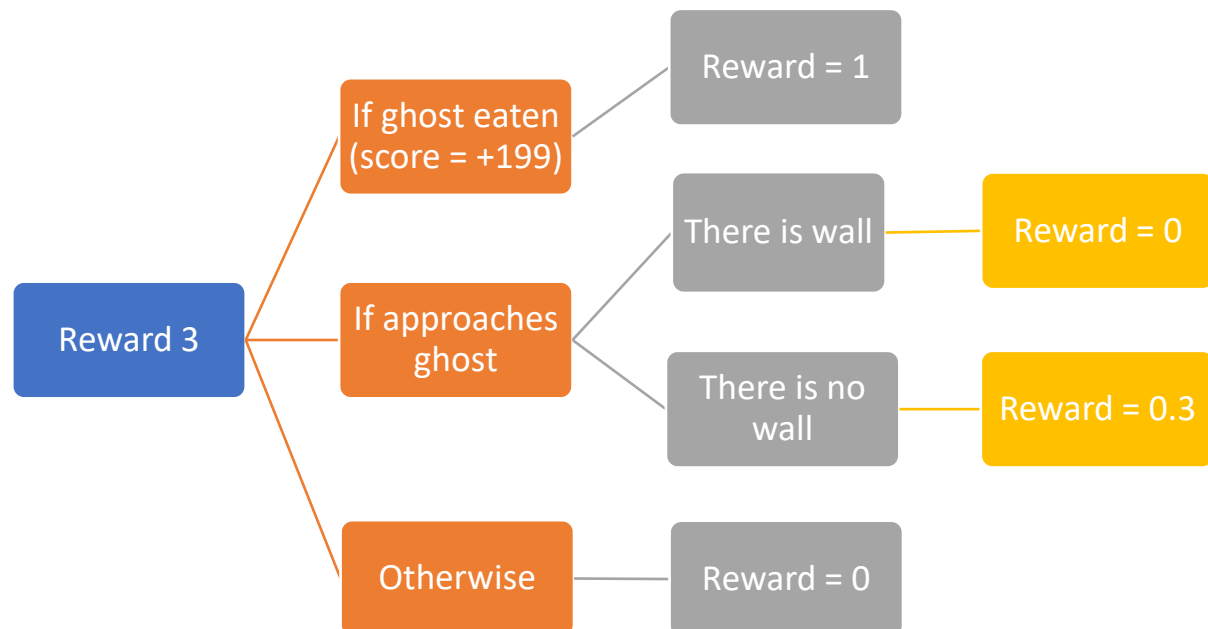 Reward 3
If ghost eaten
(score = +199)
Reward = 1
If approaches
ghost
There is wall
Reward = 0
There is no
wall
Reward = 0.3
Otherwise
Reward = 0